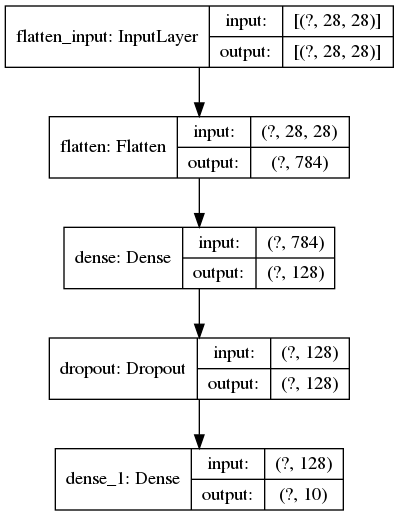 flatten_input: InputLayer
input: [(?, 28, 28)]
output: [(?, 28, 28)]
flatten: Flatten
input: (?, 28, 28)
output: (?, 784)
dense: Dense
input: (?, 784)
output: (?, 128)
dropout: Dropout
input: (?, 128)
output: (?, 128)
dense_1: Dense
input: (?, 128)
output: (?, 10)